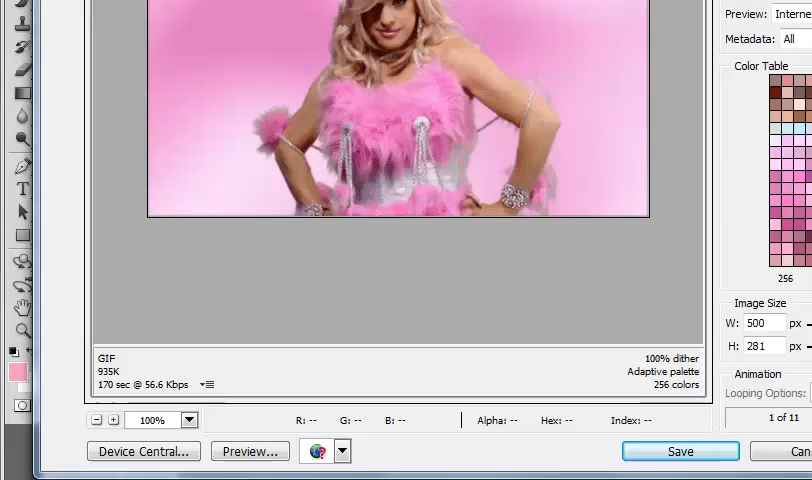 Preview: Interne
Metadata: All
Color Table
256
Image Size
W: 500 px
H: 281 px
Animation
Looping Options:
1 of 11
GIF
935K
170 sec @ 56.6 Kbps
100% dither
Adaptive palette
256 colors
100%
R: -- G: -- B: -- Alpha: -- Hex: -- Index: --
Device Central... Preview... Save Can
T